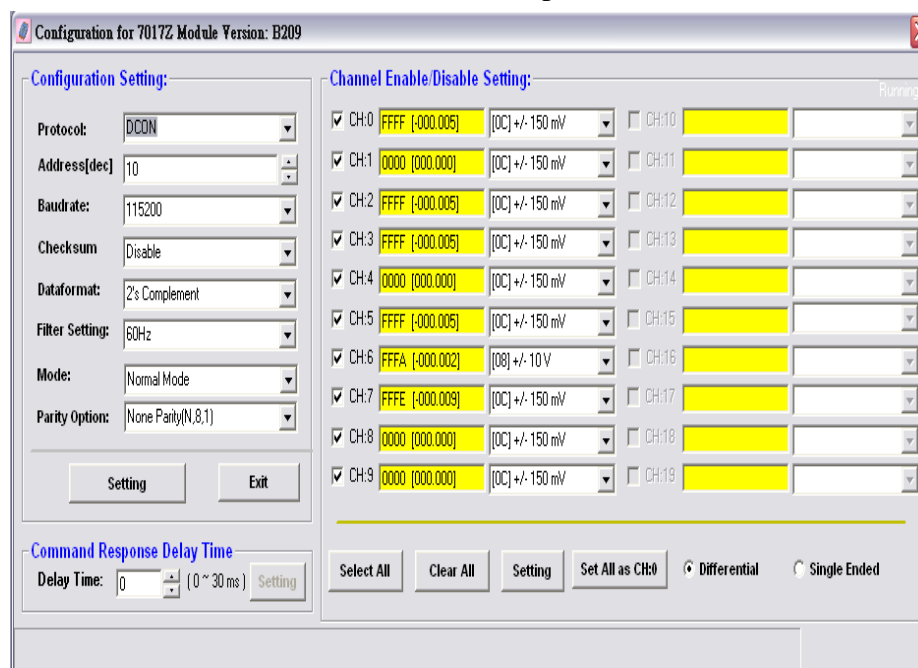 Configuration for 7017Z Module Version: B209
Configuration Setting:
Protocol: DCON
Address[dec] 10
Baudrate: 115200
Checksum Disable
Dataformat: 2's Complement
Filter Setting: 60Hz
Mode: Normal Mode
Parity Option: None Parity(N,8,1)
Setting Exit
Command Response Delay Time
Delay Time: 0 ( 0 ~ 30 ms ) Setting
Channel Enable/Disable Setting:
Running
CH:0 FFFF [-000.005] [0C] +/- 150 mV CH:10
CH:1 0000 [000.000] [0C] +/- 150 mV CH:11
CH:2 FFFF [-000.005] [0C] +/- 150 mV CH:12
CH:3 FFFF [-000.005] [0C] +/- 150 mV CH:13
CH:4 0000 [000.000] [0C] +/- 150 mV CH:14
CH:5 FFFF [-000.005] [0C] +/- 150 mV CH:15
CH:6 FFFA [-000.002] [08] +/- 10 V CH:16
CH:7 FFFE [-000.009] [0C] +/- 150 mV CH:17
CH:8 0000 [000.000] [0C] +/- 150 mV CH:18
CH:9 0000 [000.000] [0C] +/- 150 mV CH:19
Select All Clear All Setting Set All as CH:0 Differential Single Ended